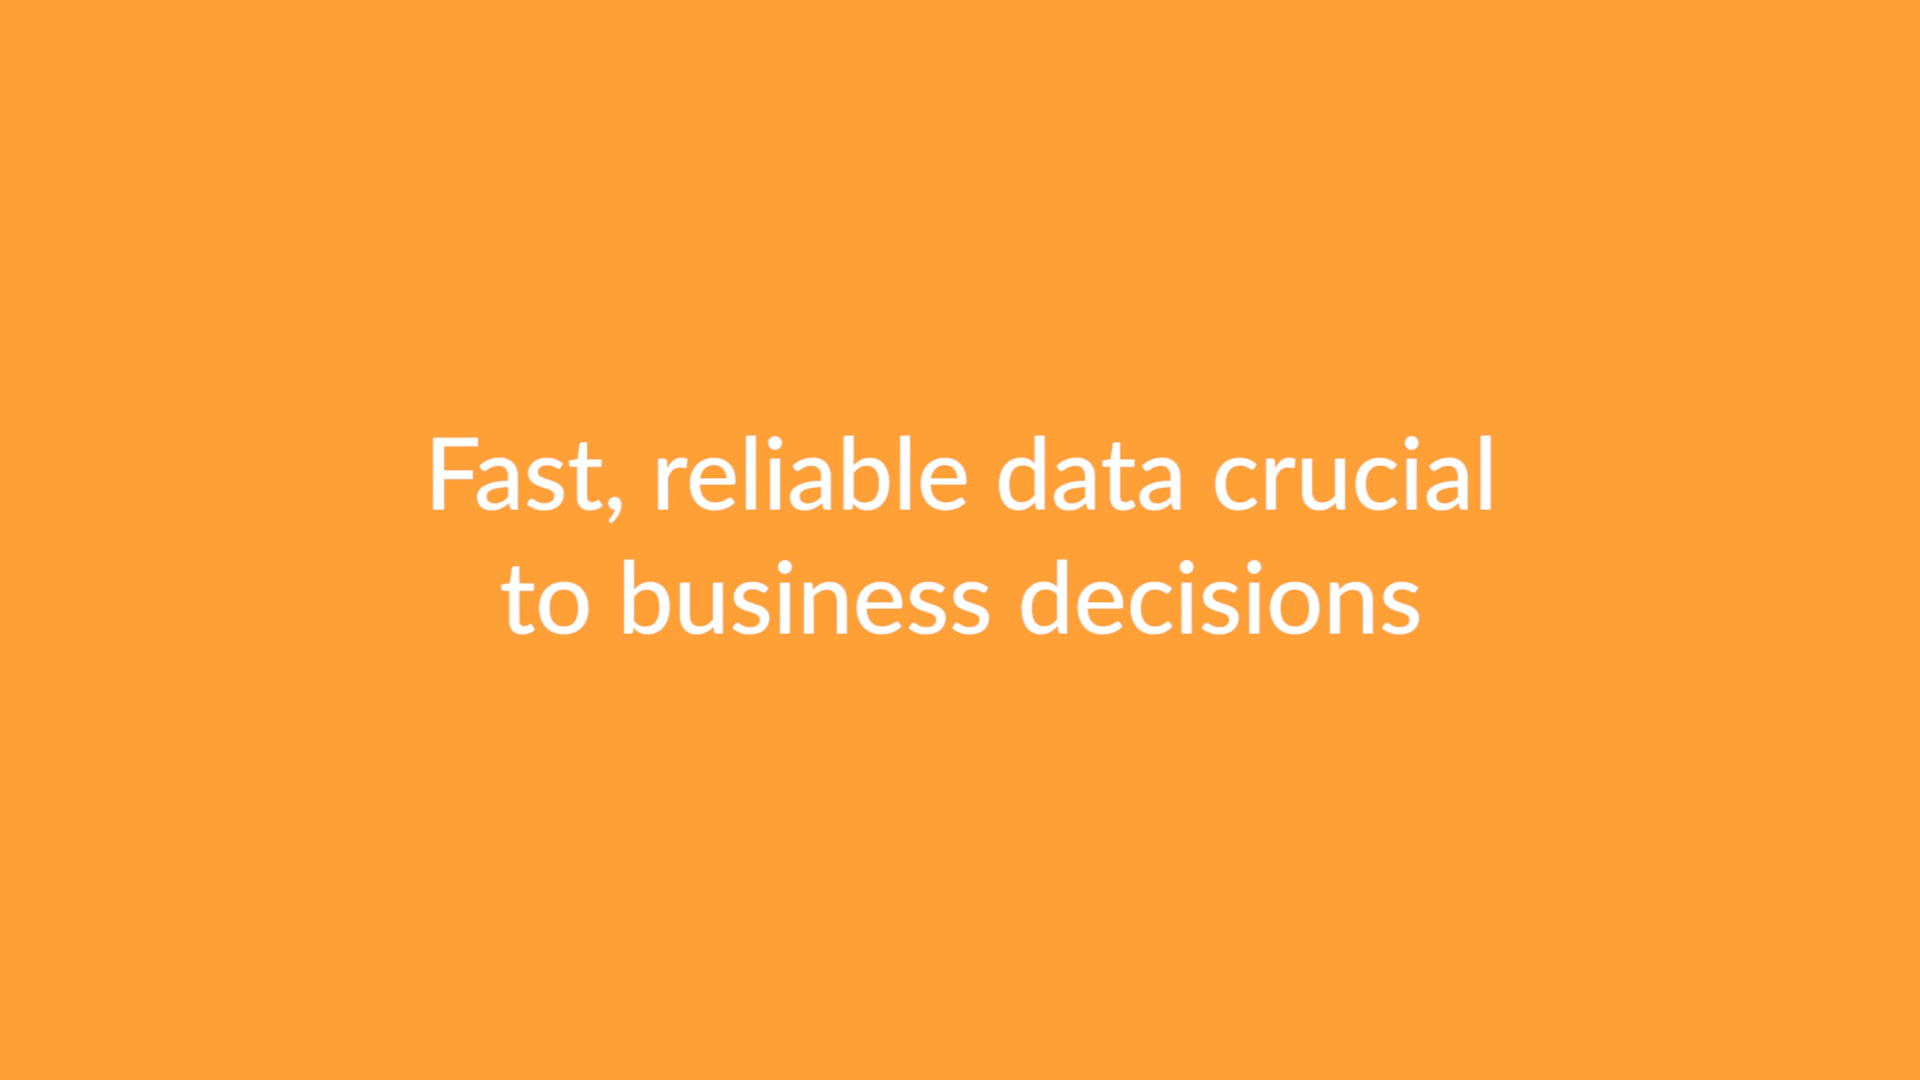 Fast, reliable data crucial
to business decisions